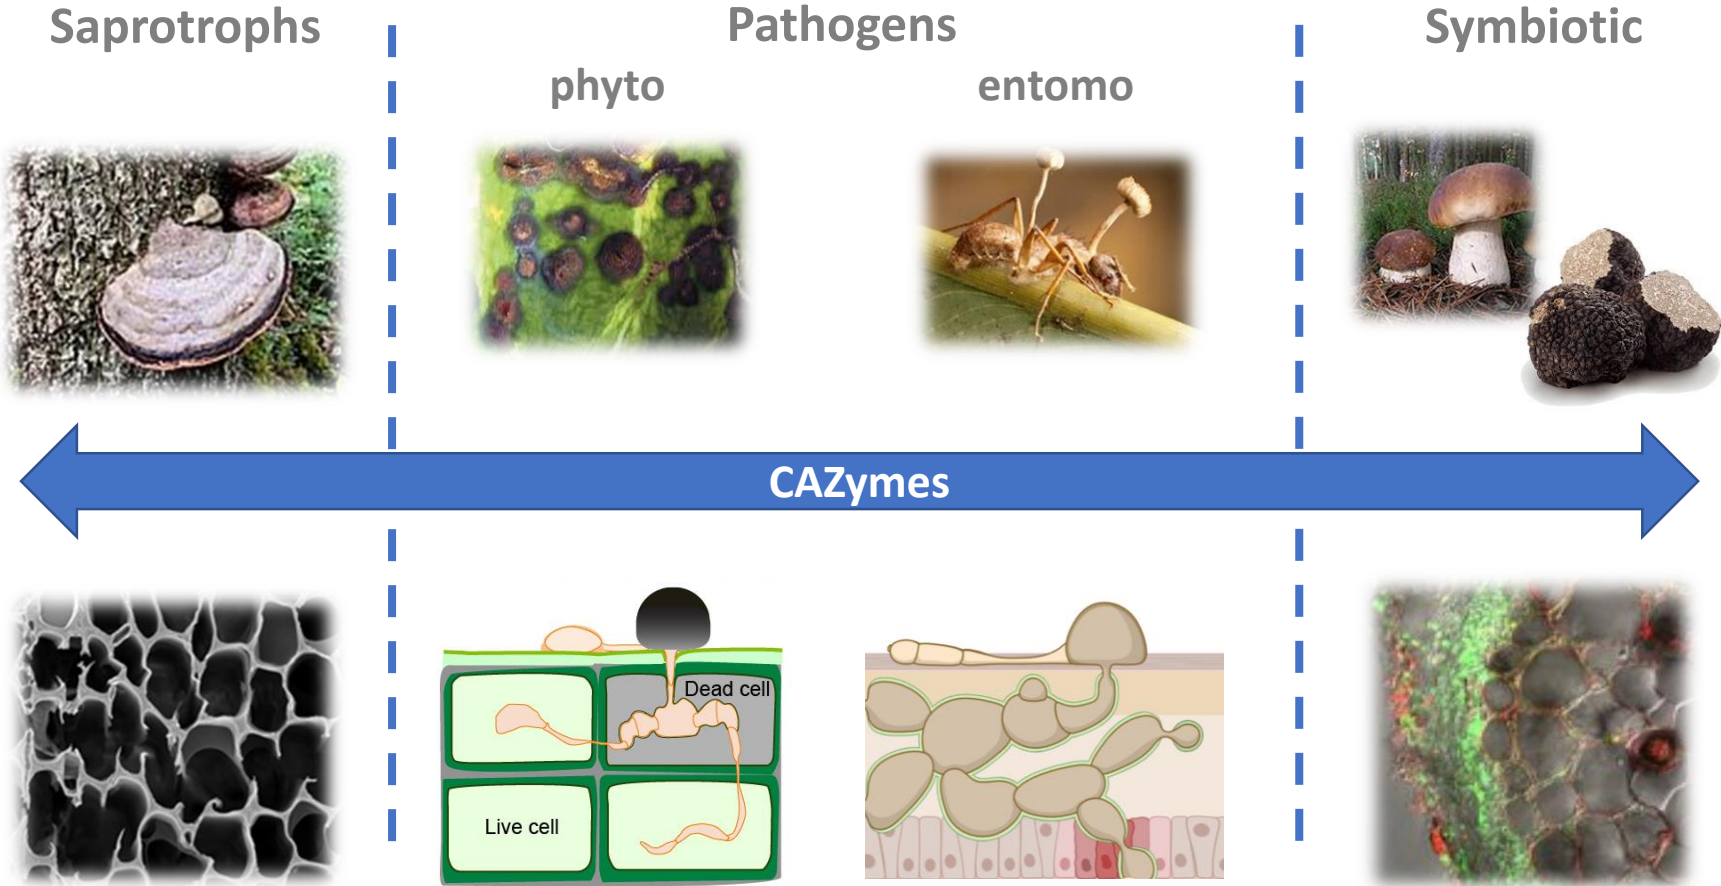 Saprotrophs
Pathogens
Symbiotic
phyto
entomo
CAZymes
Dead cell
Live cell